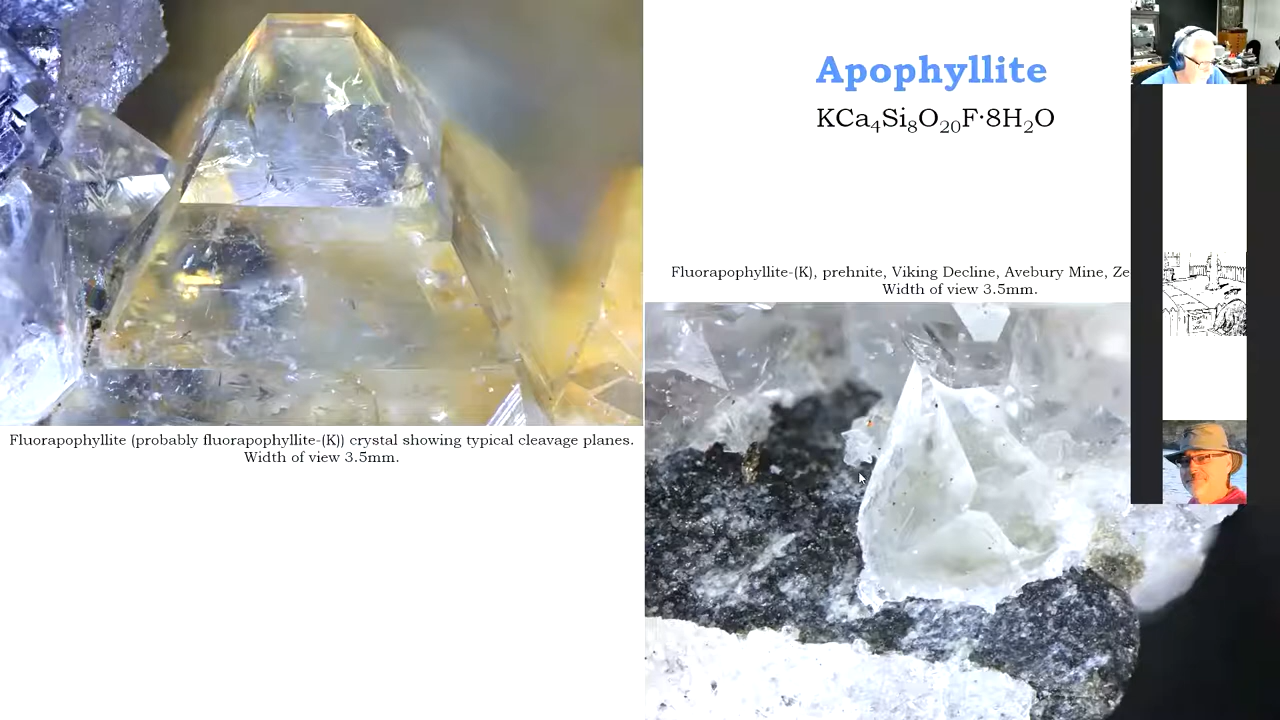 Apophyllite
KCa₄Si₈O₂₀F·8H₂O
Fluorapophyllite-(K), prehnite, Viking Decline, Avebury Mine, Ze
Width of view 3.5mm.
Fluorapophyllite (probably fluorapophyllite-(K)) crystal showing typical cleavage planes.
Width of view 3.5mm.